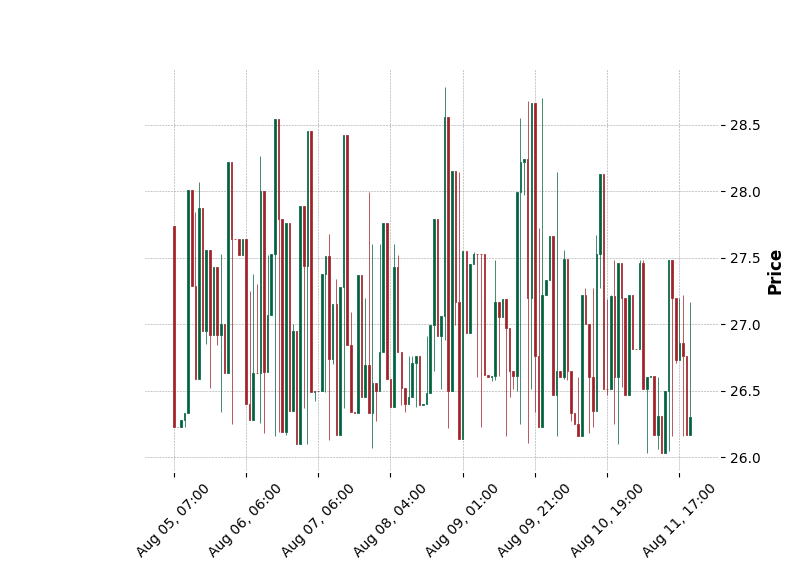 28.5
28.0
27.5
27.0
26.5
26.0
Price
Aug 05, 07:00
Aug 06, 06:00
Aug 07, 06:00
Aug 08, 04:00
Aug 09, 01:00
Aug 09, 21:00
Aug 10, 19:00
Aug 11, 17:00